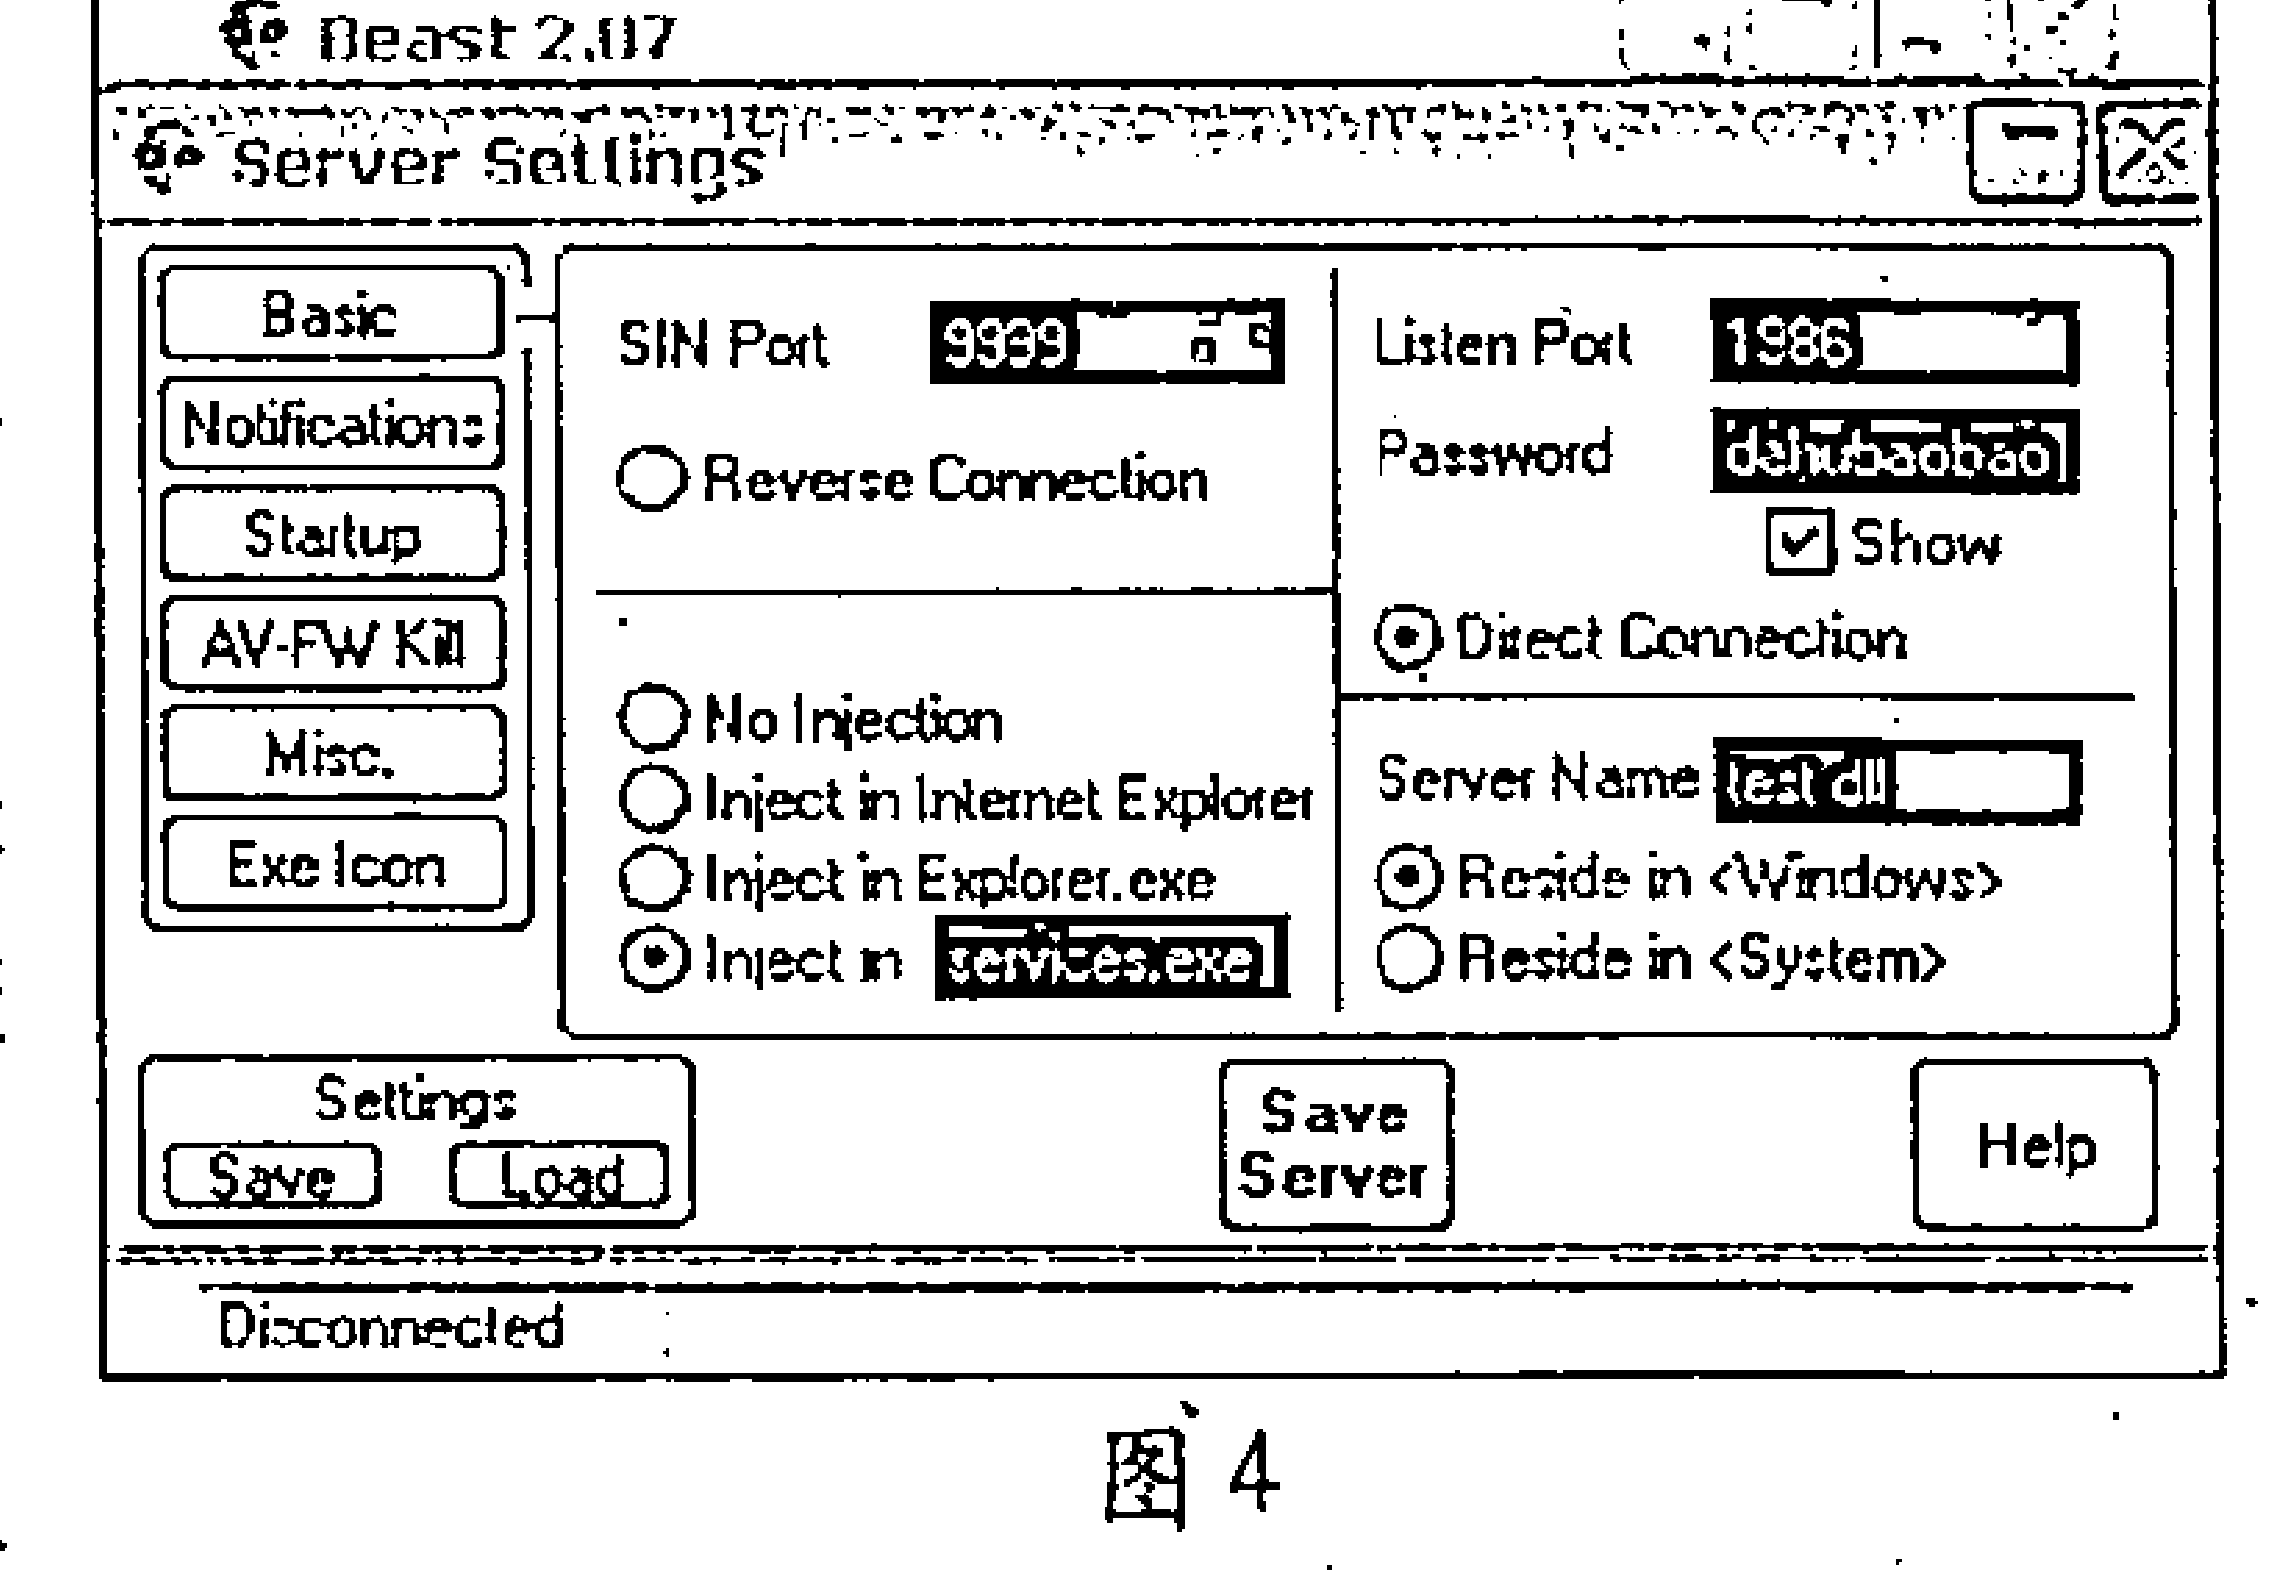 Beast 2.07
Server Settings
Basic
Notifications
Startup
AV-FW Kill
Misc.
Exe Icon
SIN Port 9999
Reverse Connection
No Injection
Inject in Internet Explorer
Inject in Explorer.exe
Inject in services.exe
Listen Port 1986
Password
Show
Direct Connection
Server Name test.dll
Reside in <Windows>
Reside in <System>
Settings
Save Load
Save
Server
Help
Disconnected
图 4